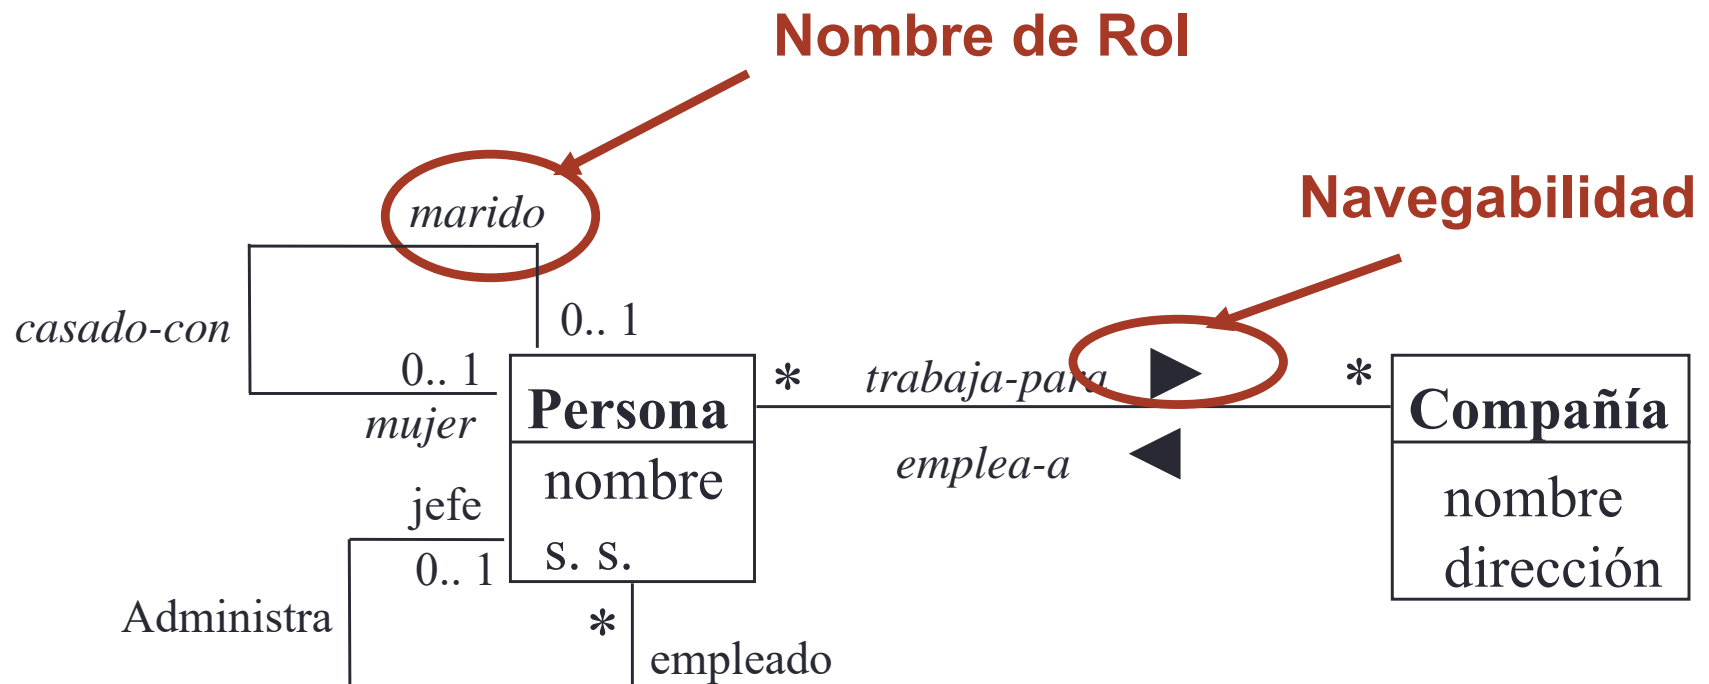 Nombre de Rol
Navegabilidad
marido
casado-con
0.. 1
0.. 1
mujer
Persona
nombre
s. s.
*
trabaja-para
*
emplea-a
Compañía
nombre
dirección
jefe
0.. 1
Administra
*
empleado